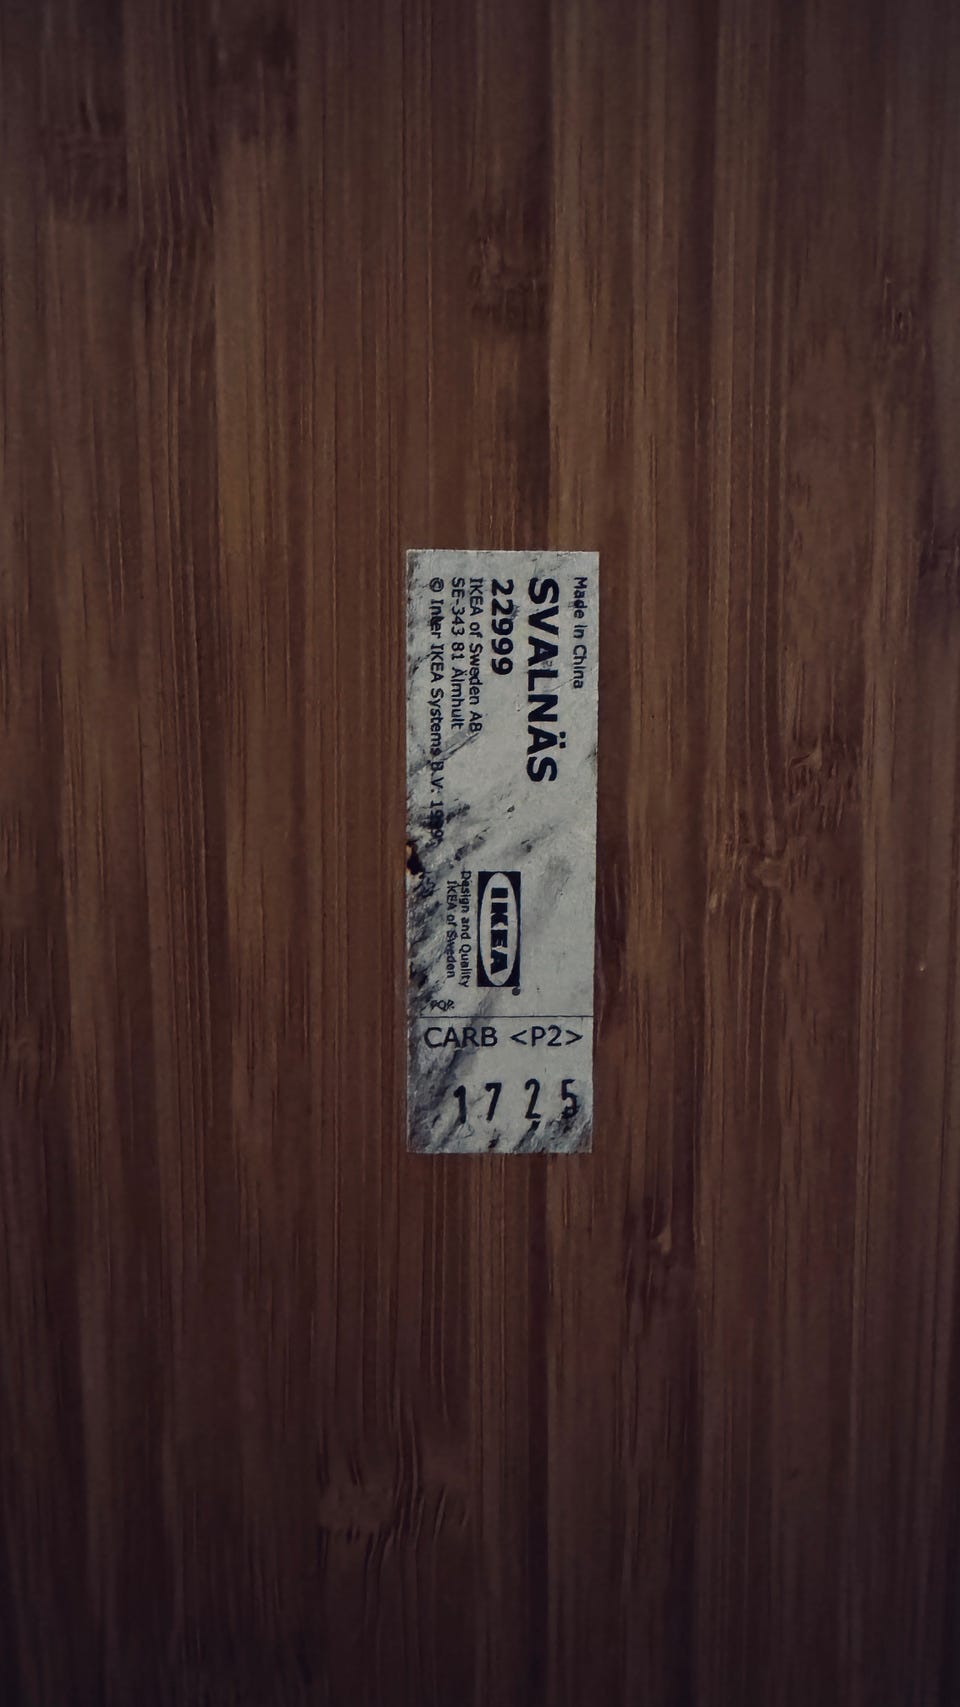 Made in China
SVALNÄS
22999
IKEA of Sweden AB
SE-343 81 Älmhult
© Inter IKEA Systems B.V.
IKEA®
Design and Quality
IKEA of Sweden
CARB <P2>
1725